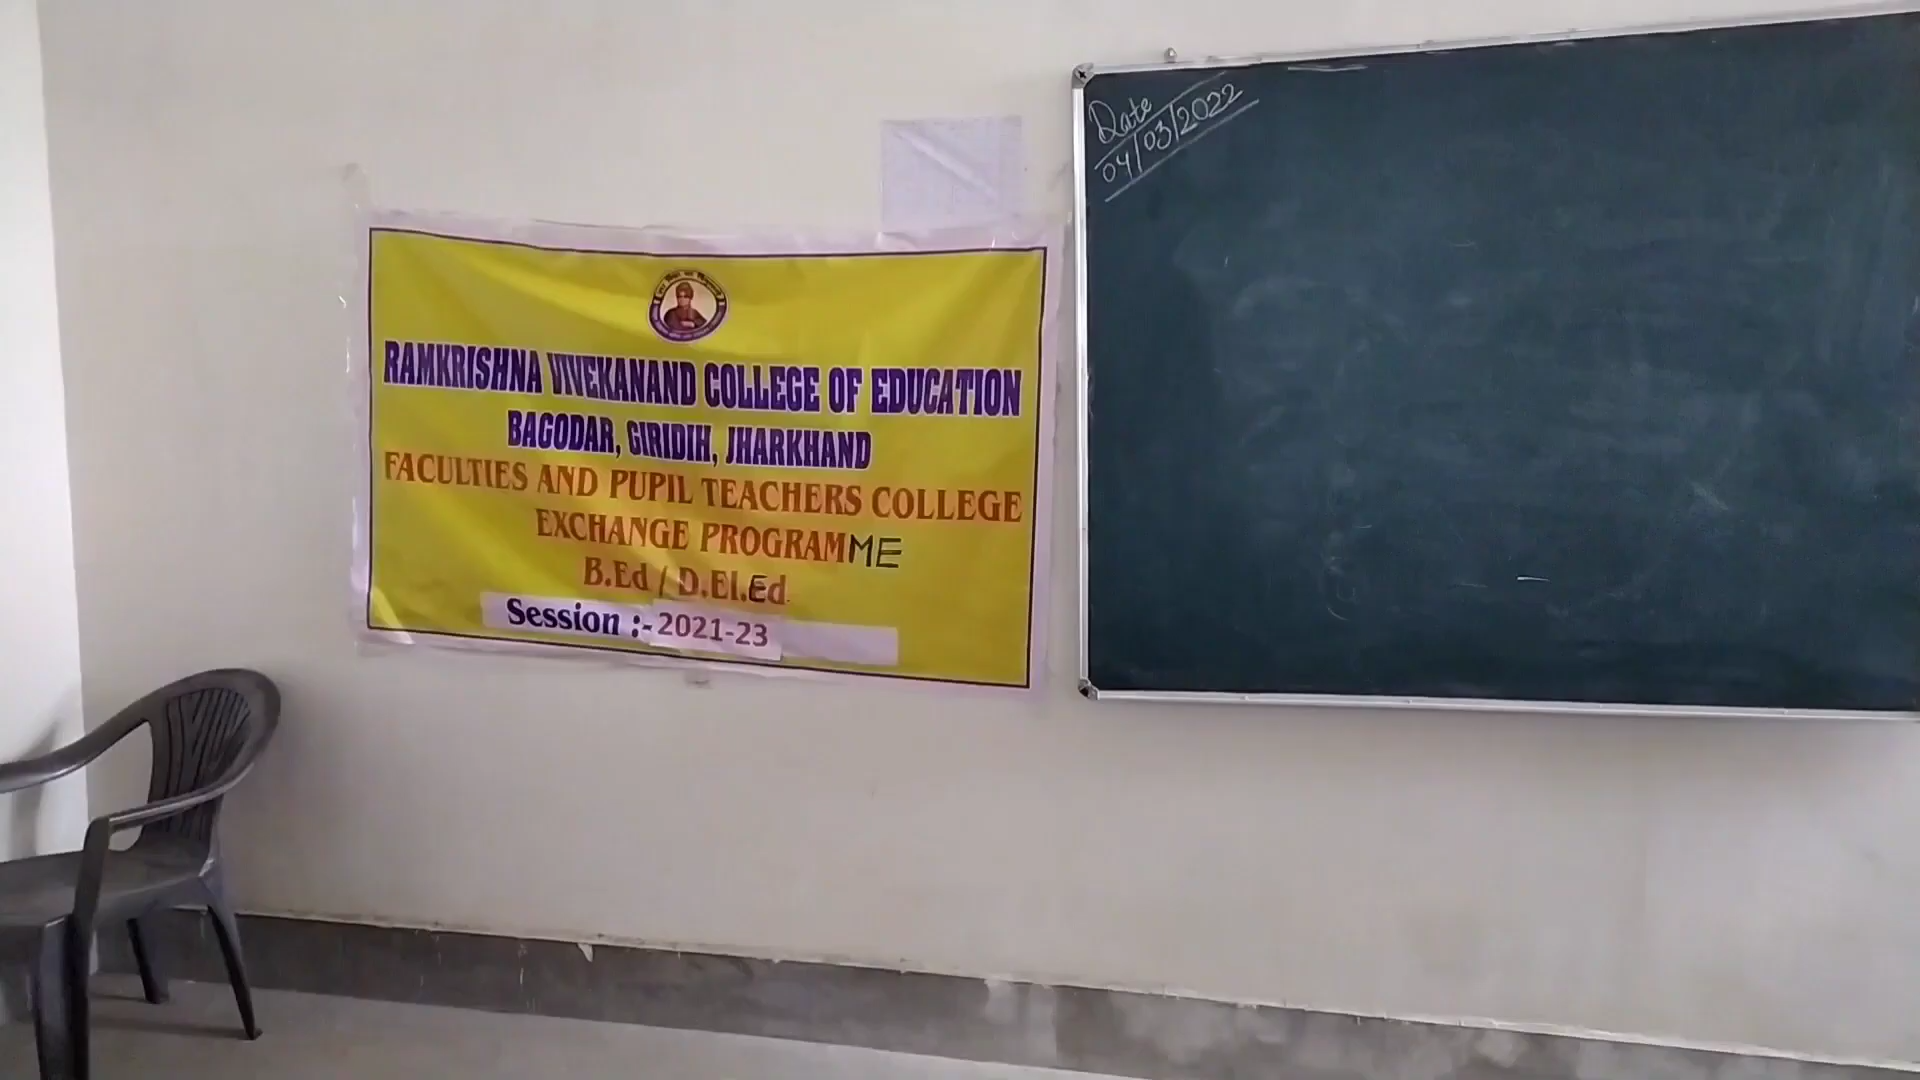 RAMKRISHNA VIVEKANAND COLLEGE OF EDUCATION
BAGODAR, GIRIDIH, JHARKHAND
FACULTIES AND PUPIL TEACHERS COLLEGE
EXCHANGE PROGRAMME
B.Ed / D.El.Ed.
Session :- 2021-23
Date
04/03/2022